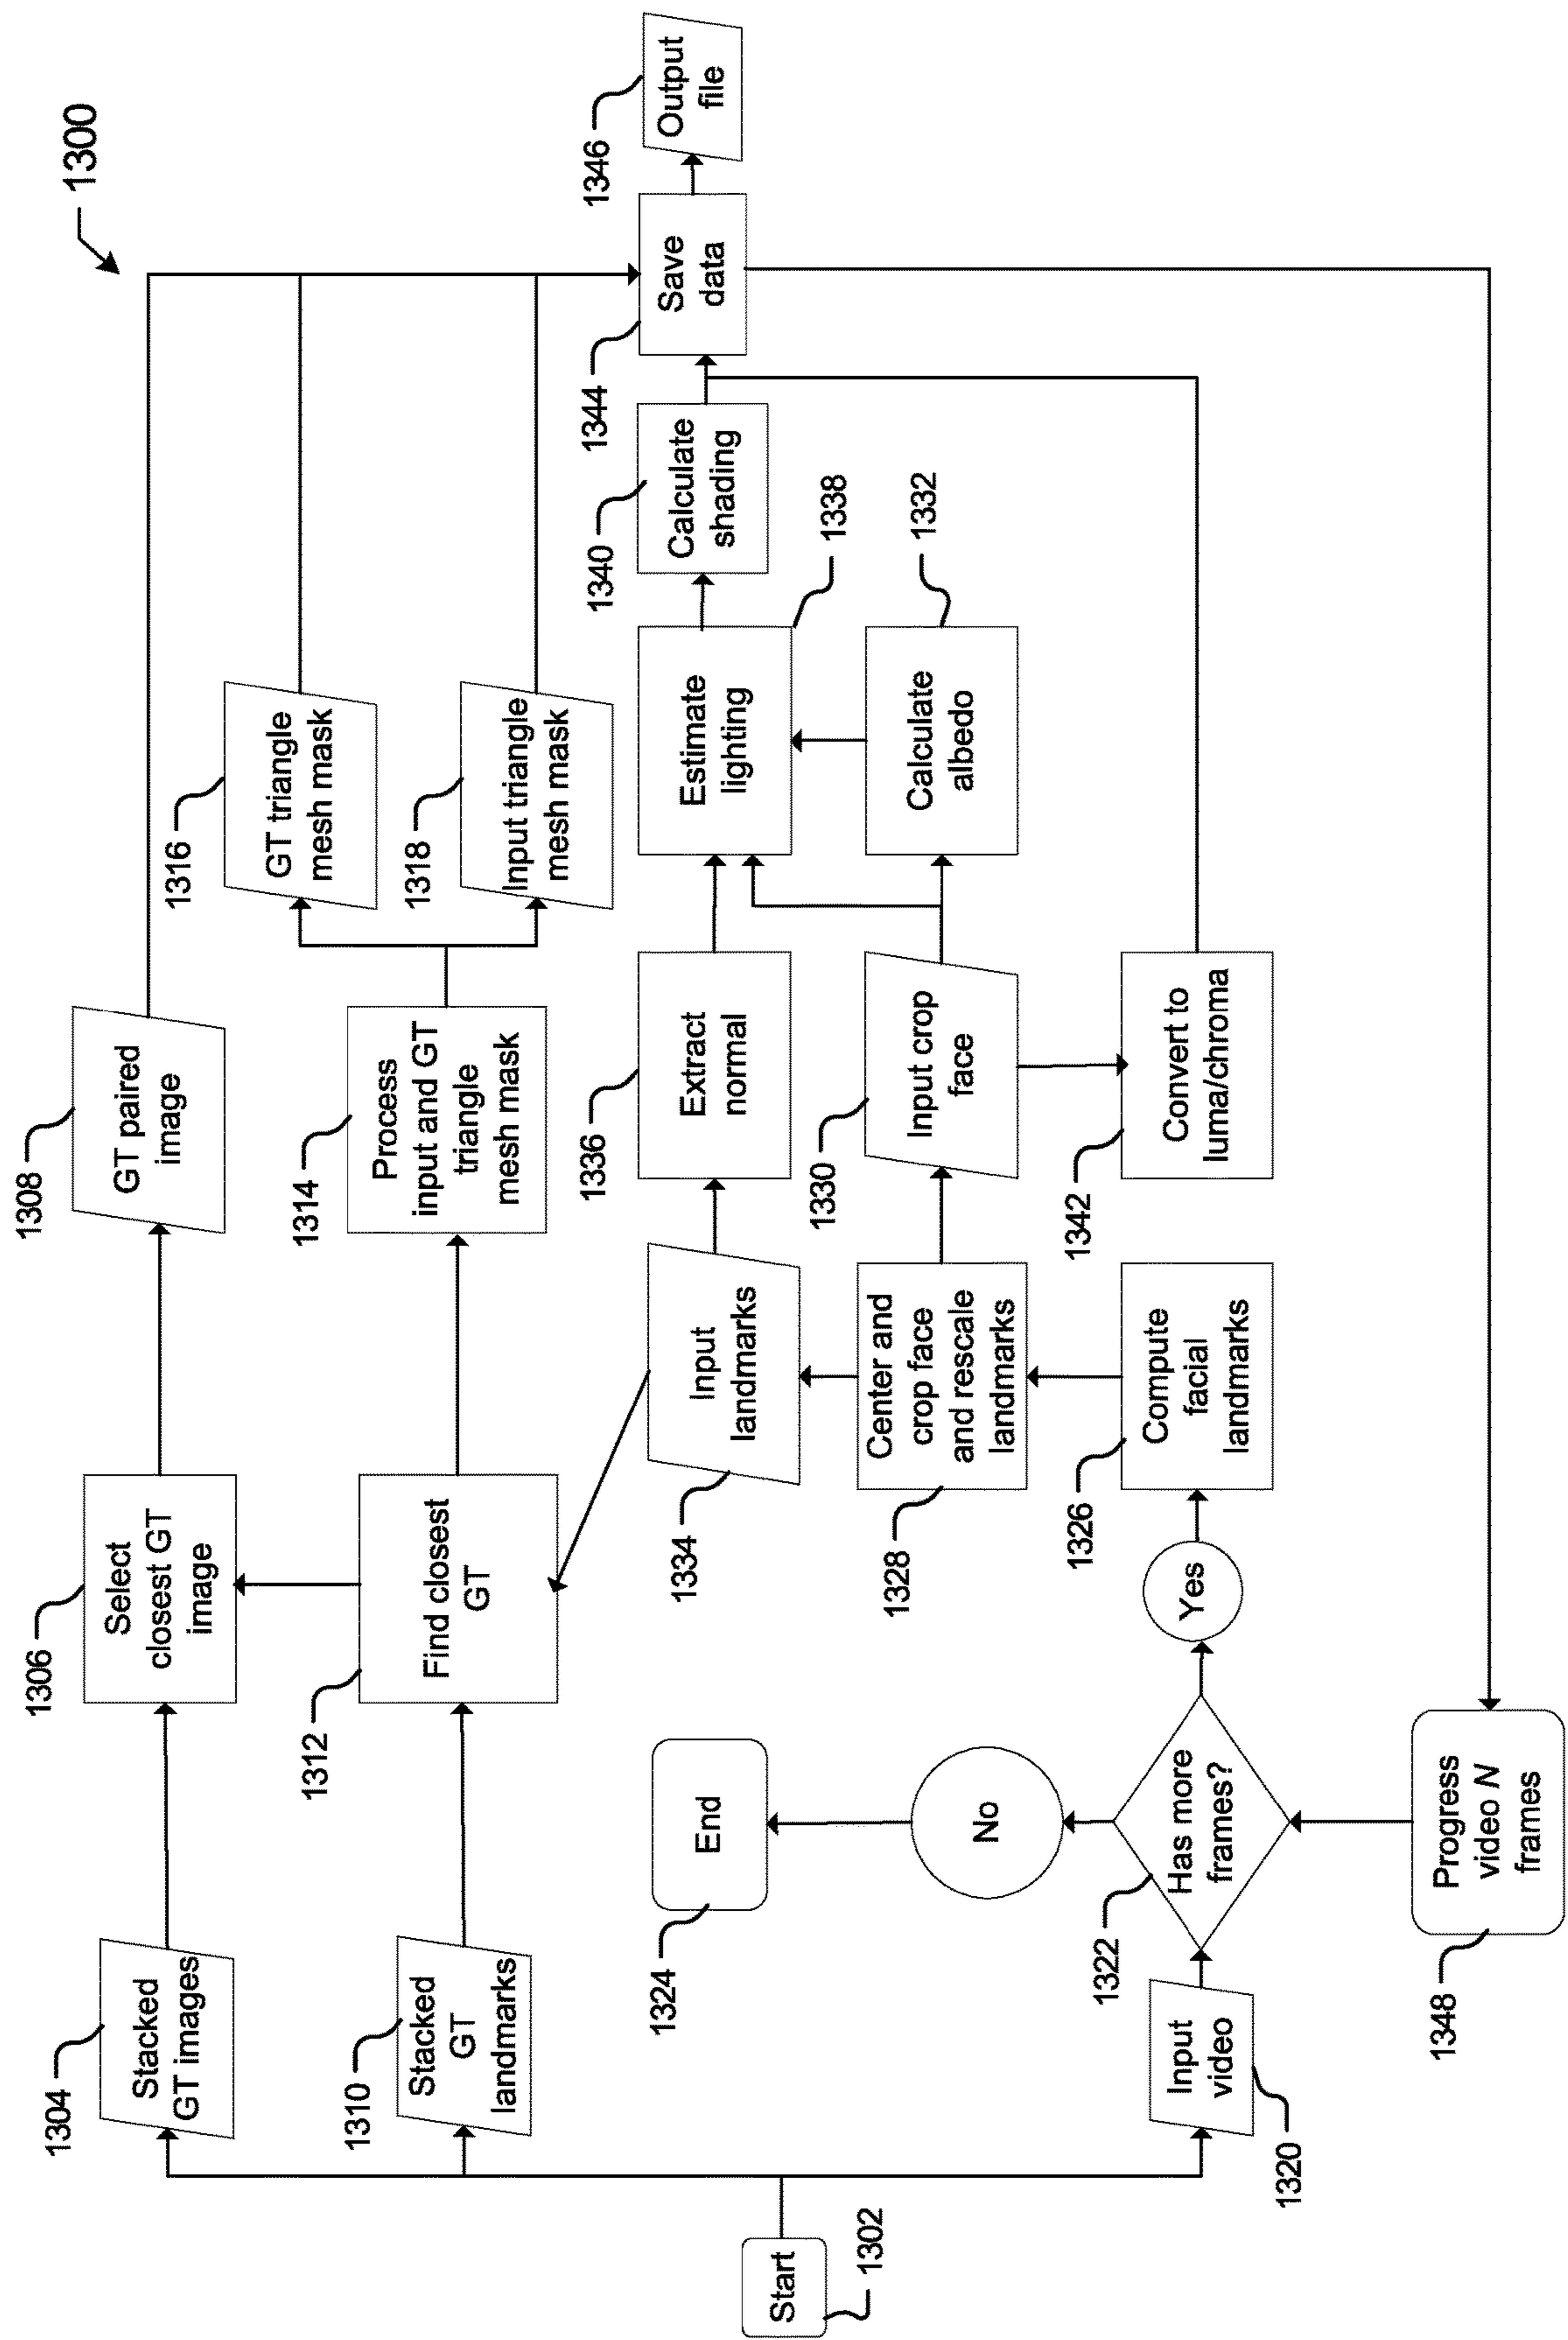 1300
Start
1302
1304
Stacked
GT images
1306
Select
closest GT
image
1308
GT paired
image
1310
Stacked
GT
landmarks
1312
Find closest
GT
1314
Process
input and GT
triangle
mesh mask
1316
GT triangle
mesh mask
1318
Input triangle
mesh mask
1320
Input
video
1322
Has more
frames?
No
1324
End
Yes
1326
Compute
facial
landmarks
1328
Center and
crop face
and rescale
landmarks
1330
Input crop
face
1332
Calculate
albedo
1334
Input
landmarks
1336
Extract
normal
1338
Estimate
lighting
1340
Calculate
shading
1342
Convert to
luma/chroma
1344
Save
data
1346
Output
file
1348
Progress
video N
frames